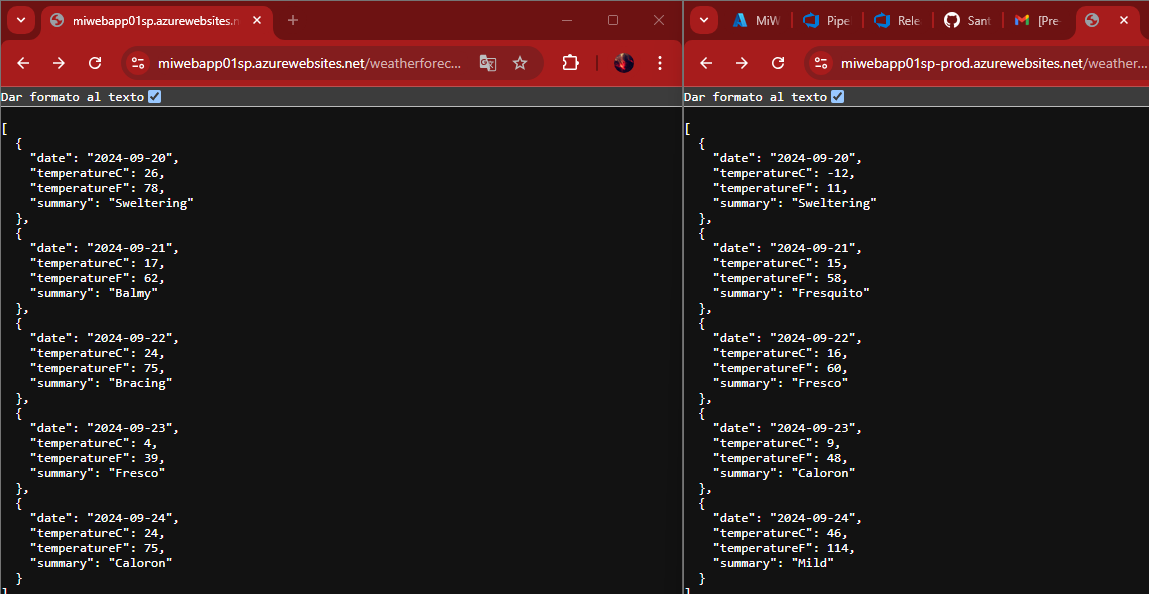 miwebapp01sp.azurewebsites.n
miwebapp01sp.azurewebsites.net/weatherforec...
Dar formato al texto
[
  {
    "date": "2024-09-20",
    "temperatureC": 26,
    "temperatureF": 78,
    "summary": "Sweltering"
  },
  {
    "date": "2024-09-21",
    "temperatureC": 17,
    "temperatureF": 62,
    "summary": "Balmy"
  },
  {
    "date": "2024-09-22",
    "temperatureC": 24,
    "temperatureF": 75,
    "summary": "Bracing"
  },
  {
    "date": "2024-09-23",
    "temperatureC": 4,
    "temperatureF": 39,
    "summary": "Fresco"
  },
  {
    "date": "2024-09-24",
    "temperatureC": 24,
    "temperatureF": 75,
    "summary": "Caloron"
  }
]
MiW Pipe Rele Sant [Pre-
miwebapp01sp-prod.azurewebsites.net/weather...
Dar formato al texto
[
  {
    "date": "2024-09-20",
    "temperatureC": -12,
    "temperatureF": 11,
    "summary": "Sweltering"
  },
  {
    "date": "2024-09-21",
    "temperatureC": 15,
    "temperatureF": 58,
    "summary": "Fresquito"
  },
  {
    "date": "2024-09-22",
    "temperatureC": 16,
    "temperatureF": 60,
    "summary": "Fresco"
  },
  {
    "date": "2024-09-23",
    "temperatureC": 9,
    "temperatureF": 48,
    "summary": "Caloron"
  },
  {
    "date": "2024-09-24",
    "temperatureC": 46,
    "temperatureF": 114,
    "summary": "Mild"
  }
]